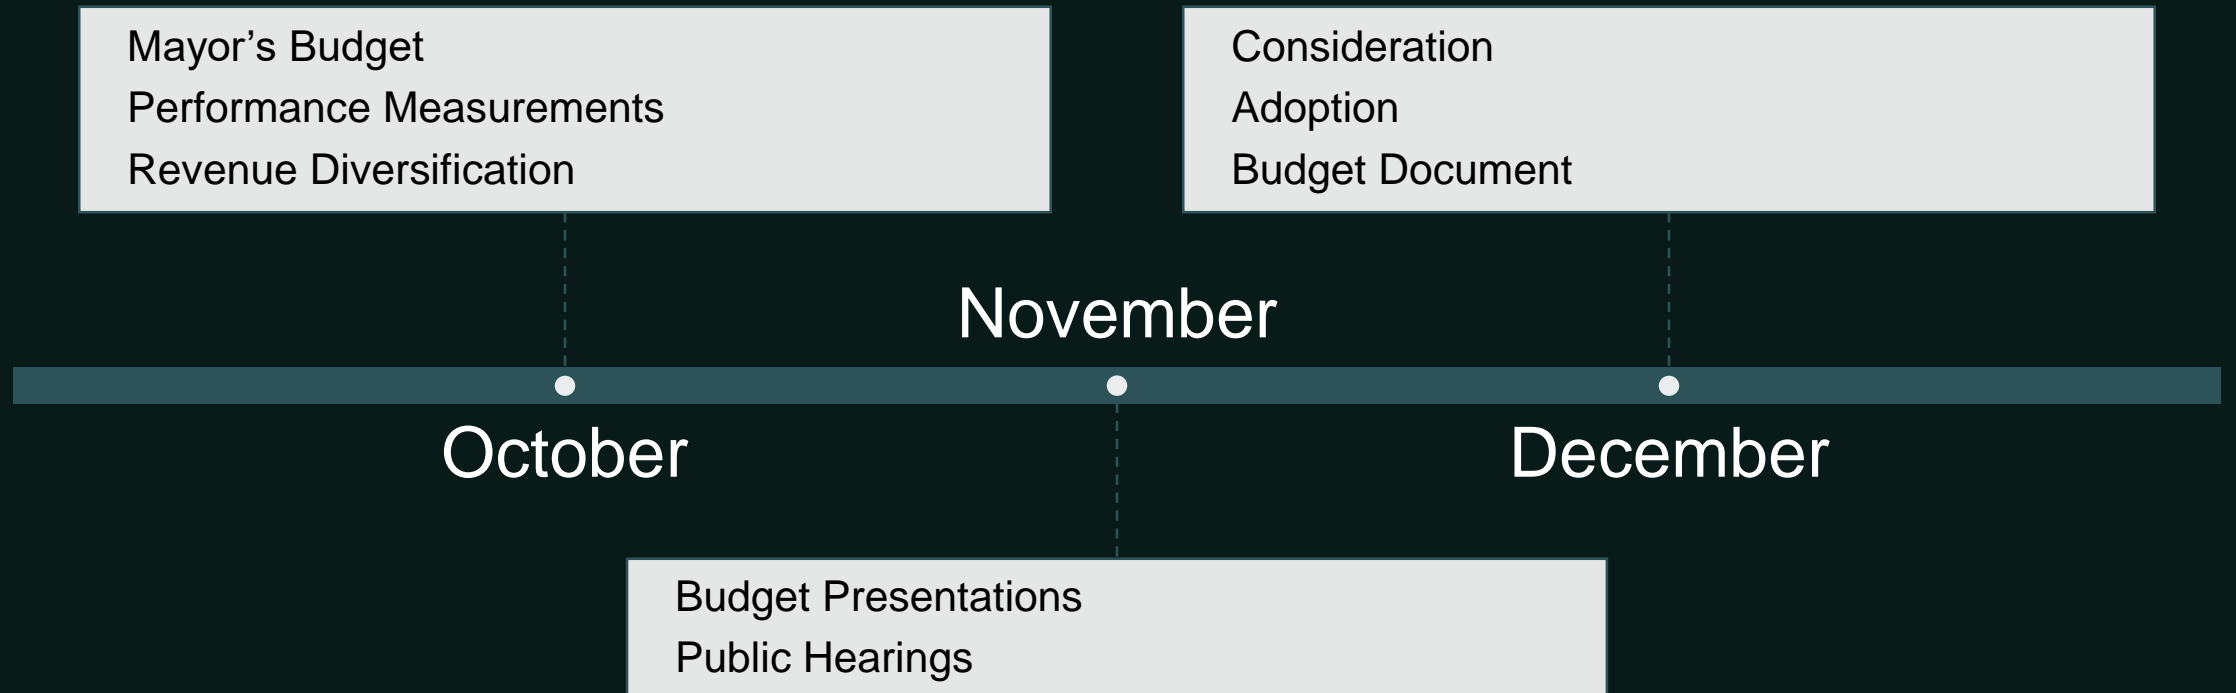 Mayor’s Budget
Performance Measurements
Revenue Diversification
Consideration
Adoption
Budget Document
November
October
December
Budget Presentations
Public Hearings